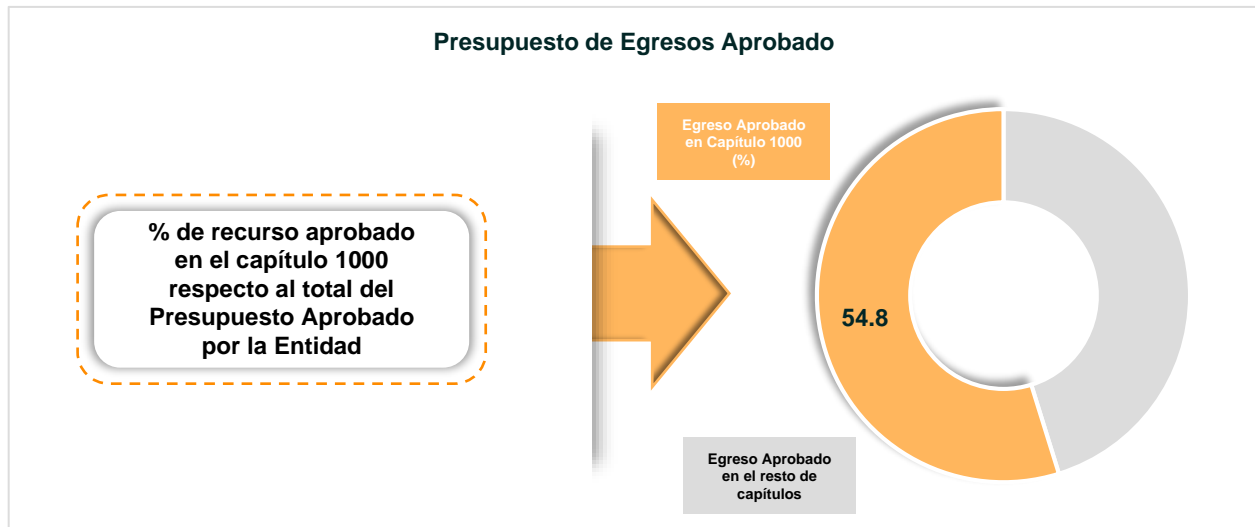 Presupuesto de Egresos Aprobado
Egreso Aprobado
en Capítulo 1000
(%)
% de recurso aprobado
en el capítulo 1000
respecto al total del
Presupuesto Aprobado
por la Entidad
54.8
Egreso Aprobado
en el resto de
capítulos